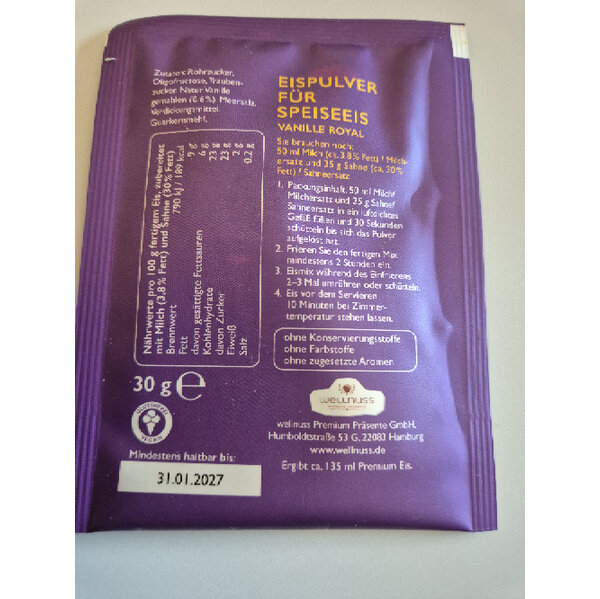 Zutaten: Rohrzucker,
Oligofructose, Trauben-
zucker, Natur Vanille
gemahlen (0,6%), Meersalz,
Verdickungsmittel:
Guarkernmehl.
Nährwerte pro 100 g fertigem Eis, zubereitet
mit Milch (3,8% Fett) und Sahne (30% Fett)
Brennwert 790 kJ / 189 kcal
Fett 9 g
davon gesättigte Fettsäuren 6 g
Kohlenhydrate 23 g
davon Zucker 23 g
Eiweiß 2 g
Salz 0,2 g
30 g ℮
VEGAN
Mindestens haltbar bis:
31.01.2027
EISPULVER
FÜR
SPEISEEIS
VANILLE ROYAL
Sie brauchen noch:
50 ml Milch (ca. 3,8% Fett) / Milch-
ersatz und 35 g Sahne (ca. 30%
Fett) / Sahneersatz
1. Packungsinhalt, 50 ml Milch/
Milchersatz und 25 g Sahne/
Sahneersatz in ein luftdichtes
Gefäß füllen und 30 Sekunden
schütteln bis sich das Pulver
aufgelöst hat.
2. Frieren Sie den fertigen Mix
mindestens 2 Stunden ein.
3. Eismix während des Einfrierens
2–3 Mal umrühren oder schütteln.
4. Eis vor dem Servieren
10 Minuten bei Zimmer-
temperatur stehen lassen.
ohne Konservierungsstoffe
ohne Farbstoffe
ohne zugesetzte Aromen
wellnuss
wellnuss Premium Präsente GmbH,
Humboldtstraße 53 G, 22083 Hamburg
www.wellnuss.de
Ergibt ca. 135 ml Premium Eis.